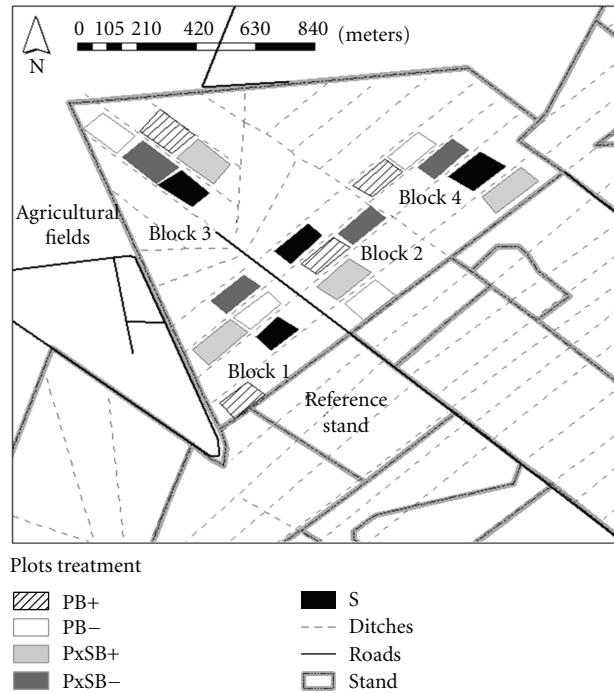 0 105 210 420 630 840 (meters)
N
Block 4
Agricultural
fields
Block 3
Block 2
Block 1
Reference
stand
Plots treatment
PB+
PB−
PxSB+
PxSB−
S
Ditches
Roads
Stand